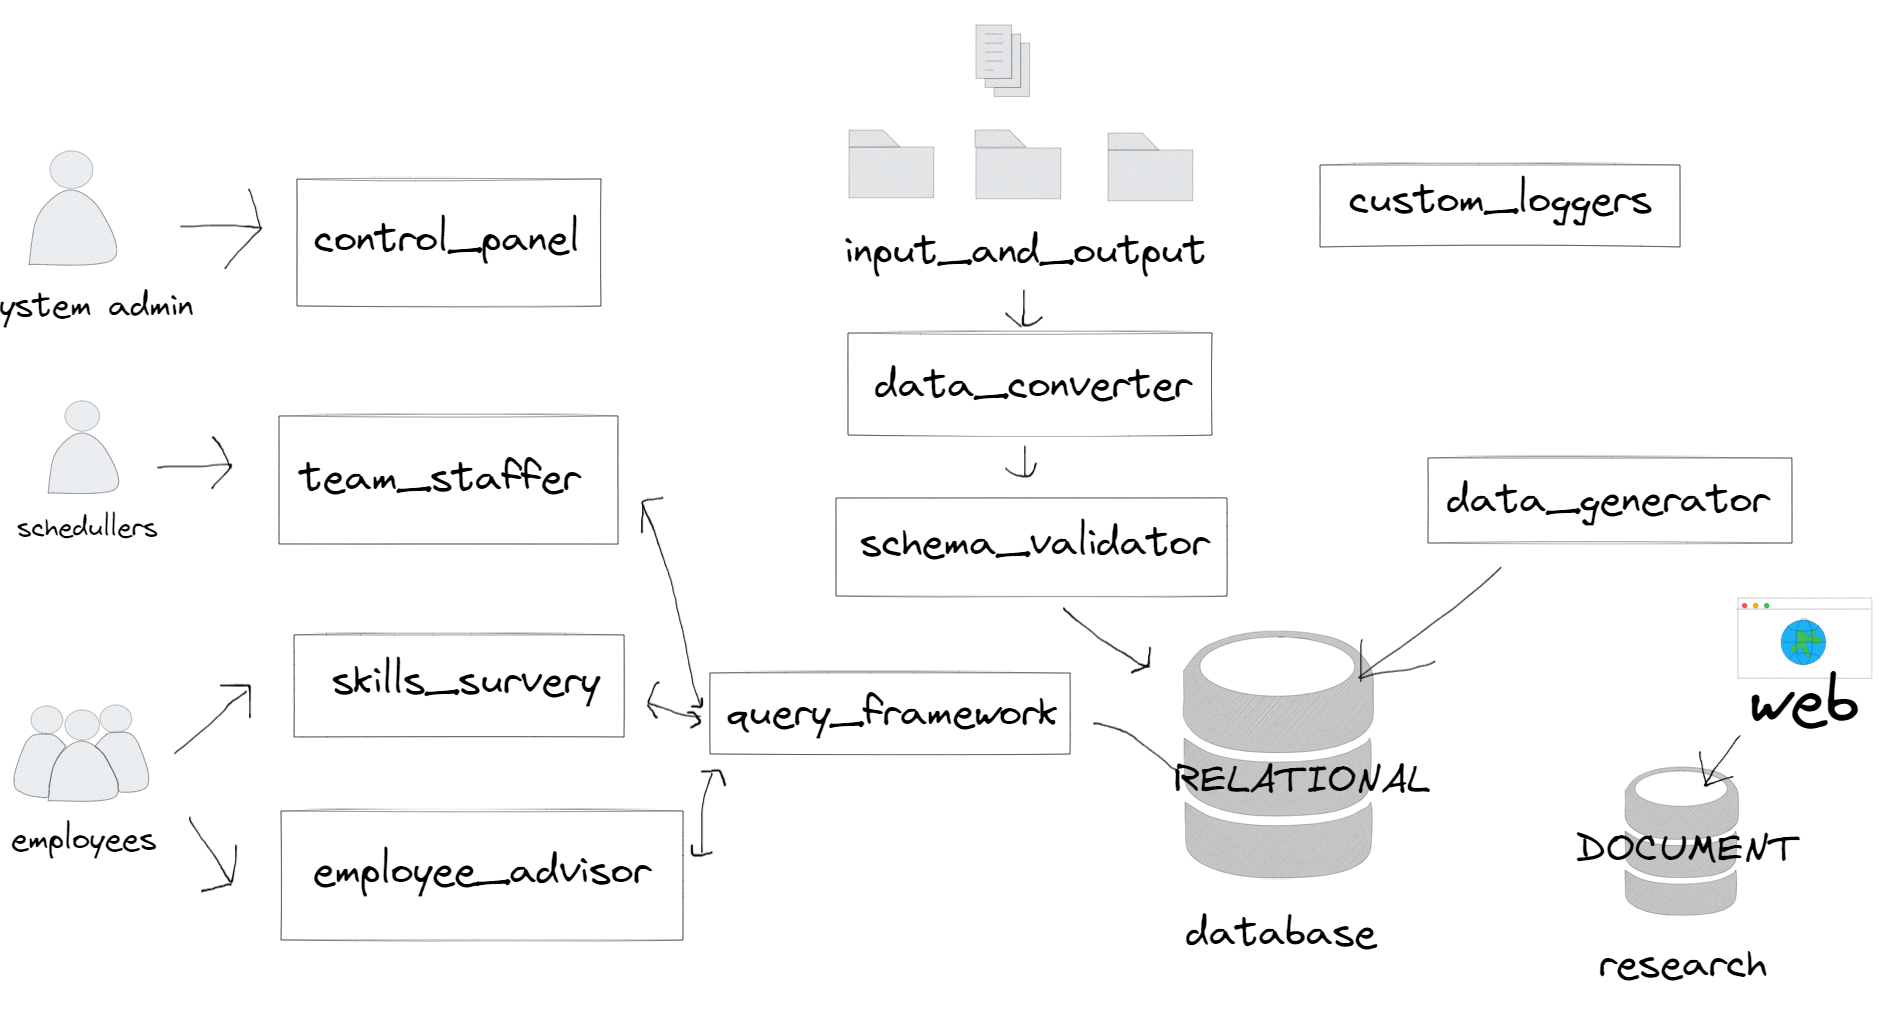 control_panel
ystem admin
input_and_output
custom_loggers
data_converter
team_staffer
schedullers
schema_validator
data_generator
skills_survery
query_framework
web
employees
employee_advisor
RELATIONAL
database
DOCUMENT
research